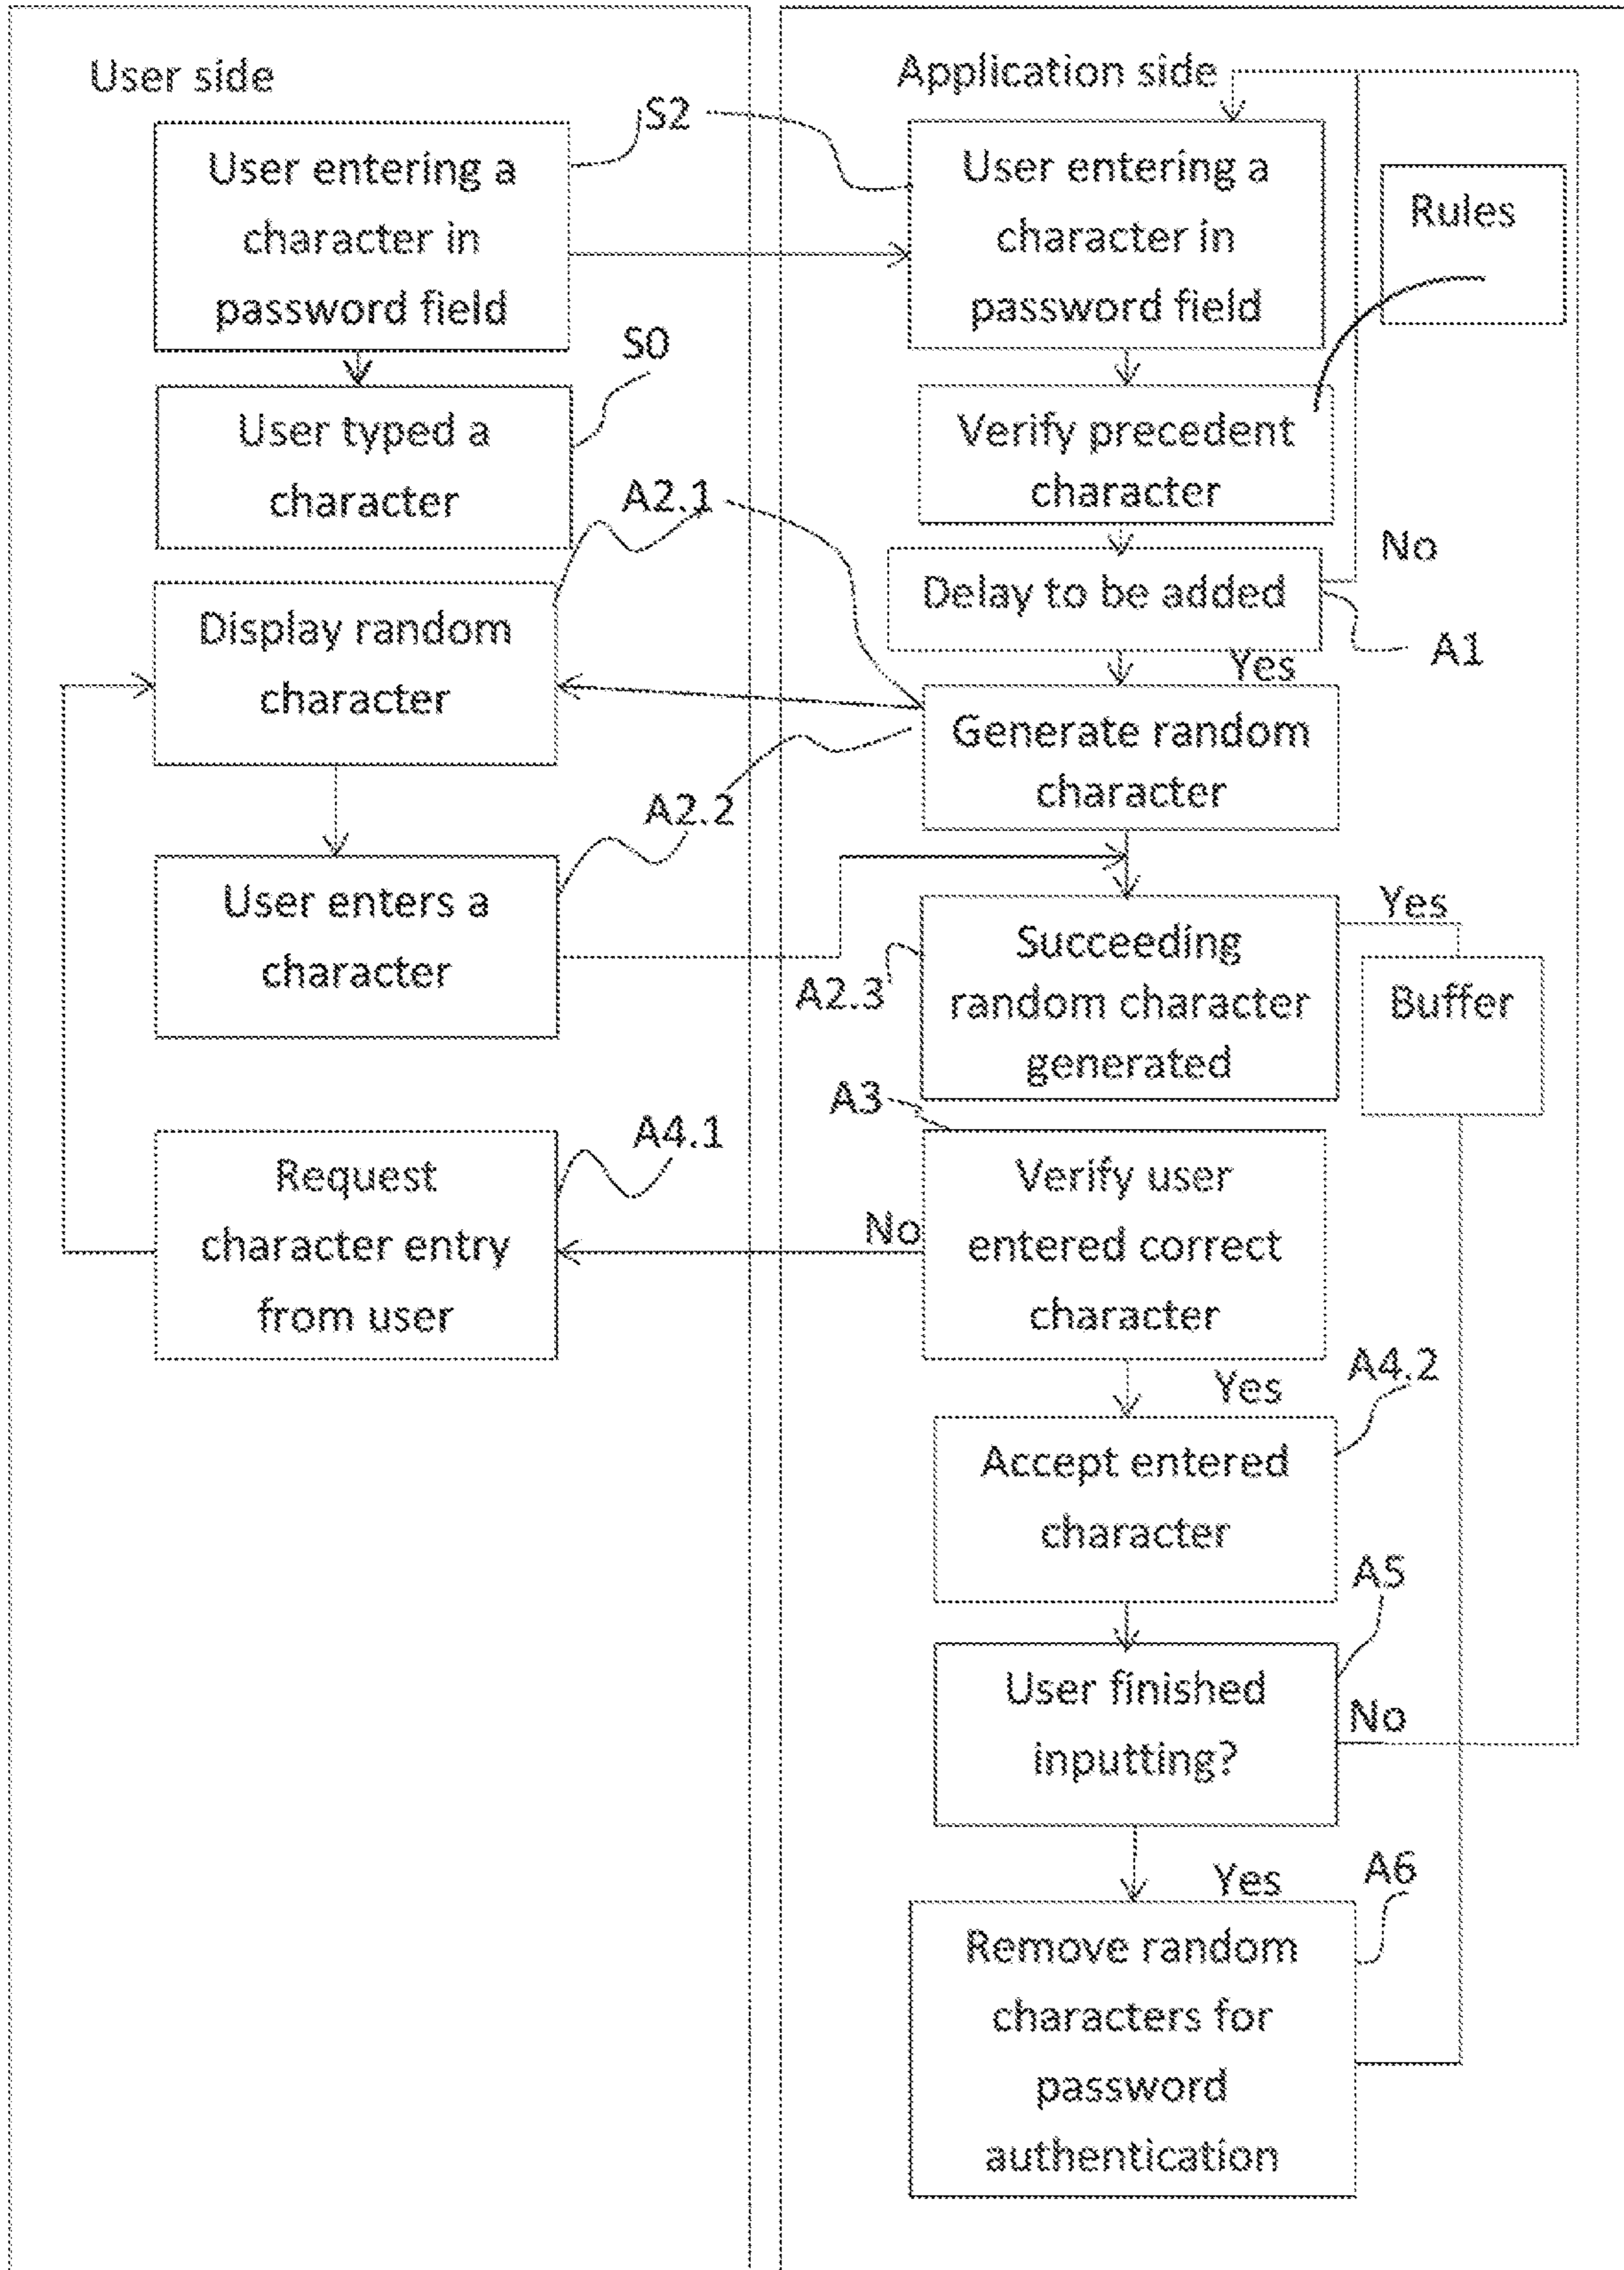 User side
User entering a
character in
password field
S2
S0
User typed a
character
A2.1
Display random
character
A2.2
User enters a
character
A4.1
Request
character entry
from user
Application side
User entering a
character in
password field
Rules
Verify precedent
character
Delay to be added
No
A1
Yes
Generate random
character
Succeeding
random character
generated
A2.3
Yes
Buffer
A3
Verify user
entered correct
character
No
Yes
A4.2
Accept entered
character
A5
User finished
inputting?
No
Yes
A6
Remove random
characters for
password
authentication